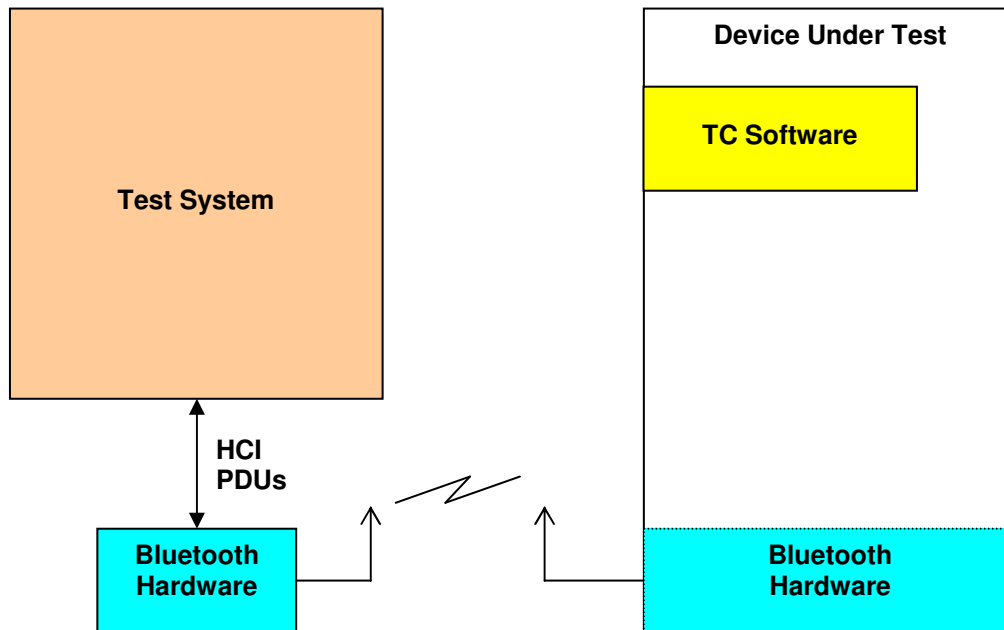 Device Under Test
TC Software
Test System
HCI
PDUs
Bluetooth
Hardware
Bluetooth
Hardware